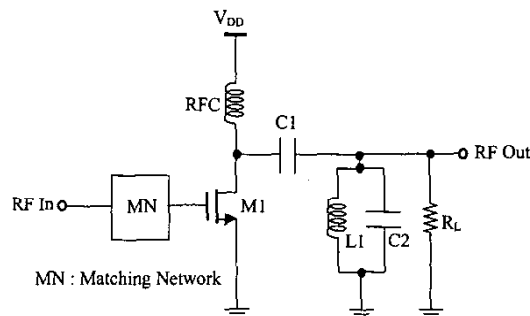 V_DD
RFC
C1
RF Out
RF In
MN
M1
L1
C2
R_L
MN : Matching Network